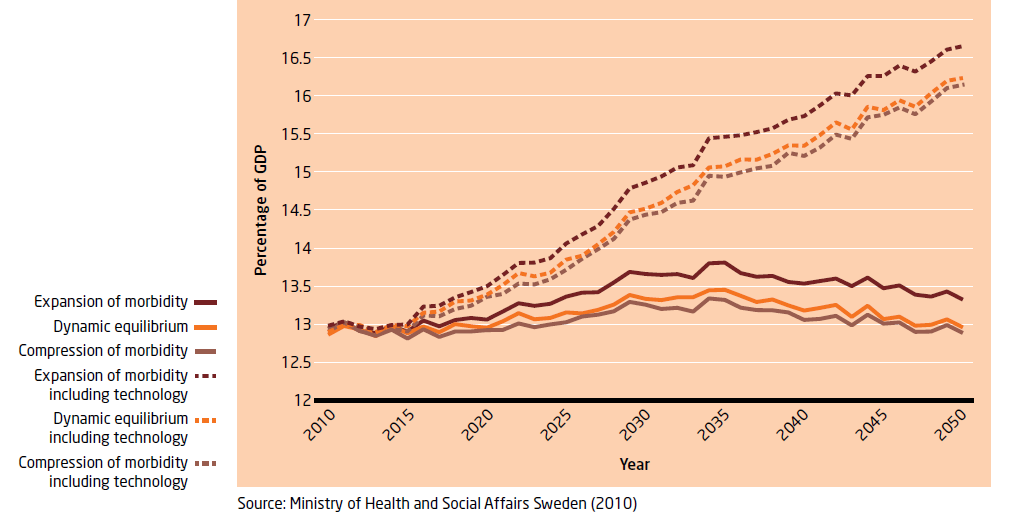 17
16.5
16
15.5
15
14.5
14
13.5
13
12.5
12
Percentage of GDP
2010
2015
2020
2025
2030
2035
2040
2045
2050
Year
Expansion of morbidity
Dynamic equilibrium
Compression of morbidity
Expansion of morbidity
including technology
Dynamic equilibrium
including technology
Compression of morbidity
including technology
Source: Ministry of Health and Social Affairs Sweden (2010)